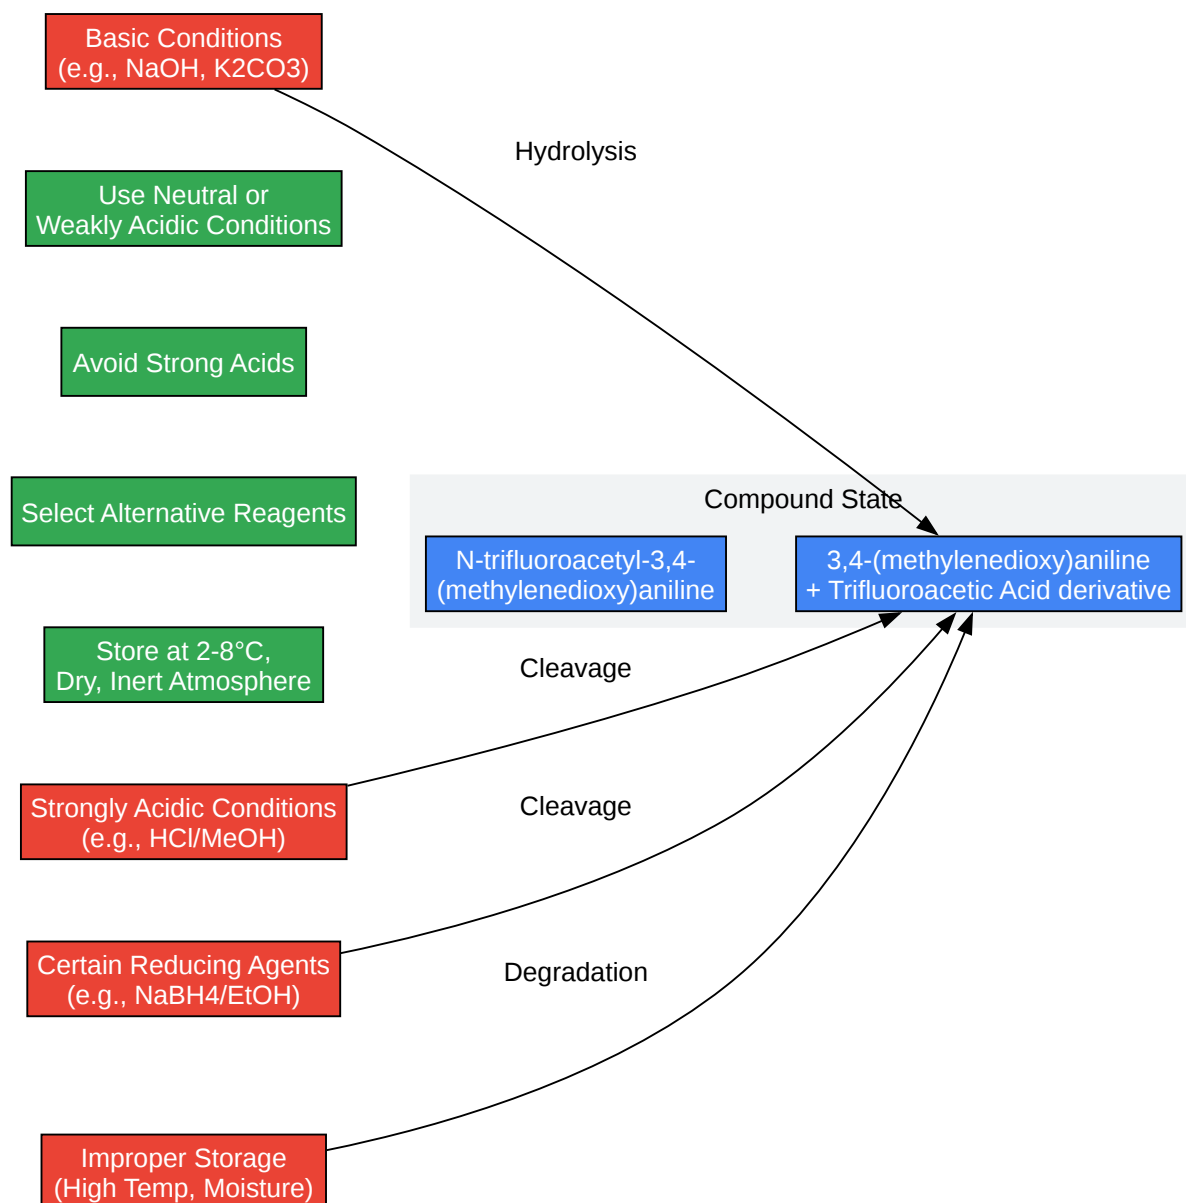 Basic Conditions
(e.g., NaOH, K2CO3)
Hydrolysis
Use Neutral or
Weakly Acidic Conditions
Avoid Strong Acids
Select Alternative Reagents
Compound State
N-trifluoroacetyl-3,4-
(methylenedioxy)aniline
3,4-(methylenedioxy)aniline
+ Trifluoroacetic Acid derivative
Store at 2-8°C,
Dry, Inert Atmosphere
Cleavage
Strongly Acidic Conditions
(e.g., HCl/MeOH)
Cleavage
Certain Reducing Agents
(e.g., NaBH4/EtOH)
Degradation
Improper Storage
(High Temp, Moisture)